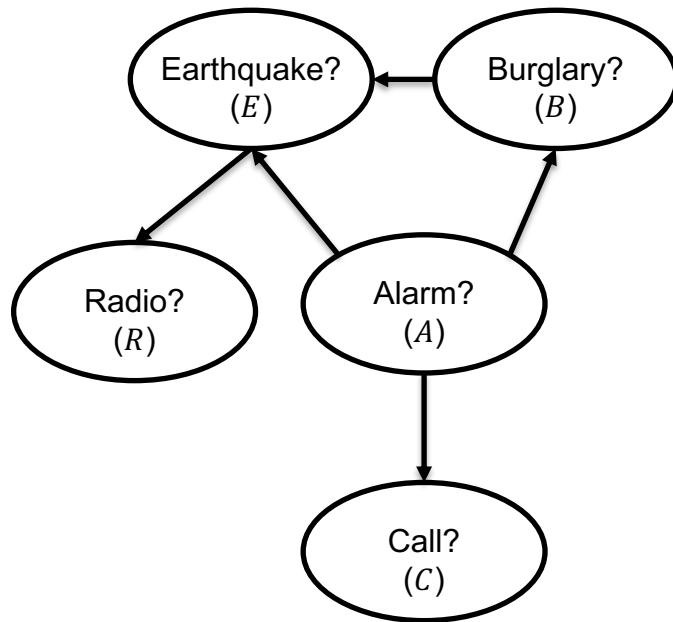 Earthquake?
(E)
Burglary?
(B)
Radio?
(R)
Alarm?
(A)
Call?
(C)